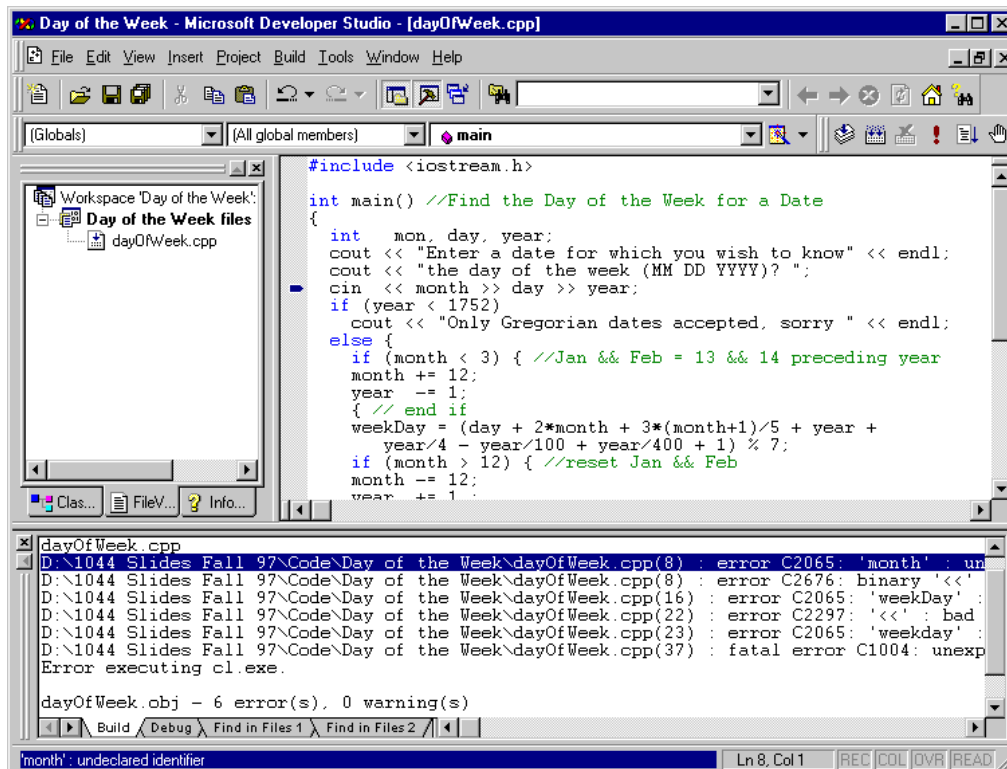 Day of the Week - Microsoft Developer Studio - [dayOfWeek.cpp]
File Edit View Insert Project Build Tools Window Help
(Globals) (All global members) main
Workspace 'Day of the Week':
Day of the Week files
dayOfWeek.cpp
Clas... FileV... Info...
#include <iostream.h>
int main() //Find the Day of the Week for a Date
{
int mon, day, year;
cout << "Enter a date for which you wish to know" << endl;
cout << "the day of the week (MM DD YYYY)? ";
cin << month >> day >> year;
if (year < 1752)
cout << "Only Gregorian dates accepted, sorry " << endl;
else {
if (month < 3) { //Jan && Feb = 13 && 14 preceding year
month += 12;
year -= 1;
{ // end if
weekDay = (day + 2*month + 3*(month+1)/5 + year +
year/4 - year/100 + year/400 + 1) % 7;
if (month > 12) { //reset Jan && Feb
month -= 12;
year += 1 ;
dayOfWeek.cpp
D:\1044 Slides Fall 97\Code\Day of the Week\dayOfWeek.cpp(8) : error C2065: 'month' : un
D:\1044 Slides Fall 97\Code\Day of the Week\dayOfWeek.cpp(8) : error C2676: binary '<<'
D:\1044 Slides Fall 97\Code\Day of the Week\dayOfWeek.cpp(16) : error C2065: 'weekDay' :
D:\1044 Slides Fall 97\Code\Day of the Week\dayOfWeek.cpp(22) : error C2297: '<<' : bad
D:\1044 Slides Fall 97\Code\Day of the Week\dayOfWeek.cpp(23) : error C2065: 'weekday' :
D:\1044 Slides Fall 97\Code\Day of the Week\dayOfWeek.cpp(37) : fatal error C1004: unexp
Error executing cl.exe.
dayOfWeek.obj - 6 error(s), 0 warning(s)
Build Debug Find in Files 1 Find in Files 2
'month' : undeclared identifier Ln 8, Col 1 REC COL OVR READ